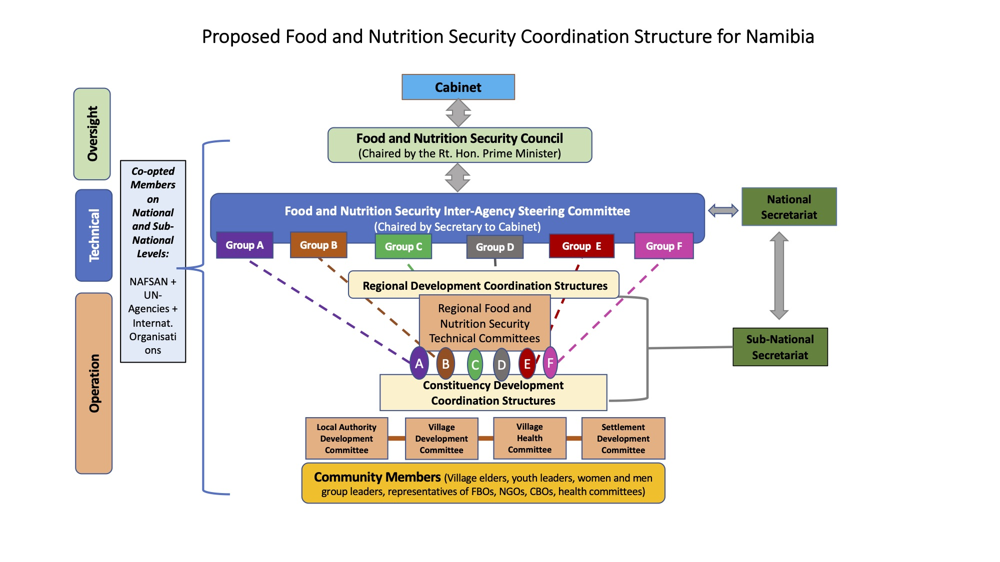 Proposed Food and Nutrition Security Coordination Structure for Namibia
Cabinet
Oversight
Food and Nutrition Security Council
(Chaired by the Rt. Hon. Prime Minister)
Co-opted
Members
on
National
and Sub-
National
Levels:
NAFSAN +
UN-
Agencies +
Internat.
Organisati
ons
Technical
Food and Nutrition Security Inter-Agency Steering Committee
(Chaired by Secretary to Cabinet)
National
Secretariat
Group A
Group B
Group C
Group D
Group E
Group F
Regional Development Coordination Structures
Regional Food and
Nutrition Security
Technical Committees
Operation
Sub-National
Secretariat
A
B
C
D
E
F
Constituency Development
Coordination Structures
Local Authority
Development
Committee
Village
Development
Committee
Village
Health
Committee
Settlement
Development
Committee
Community Members (Village elders, youth leaders, women and men
group leaders, representatives of FBOs, NGOs, CBOs, health committees)